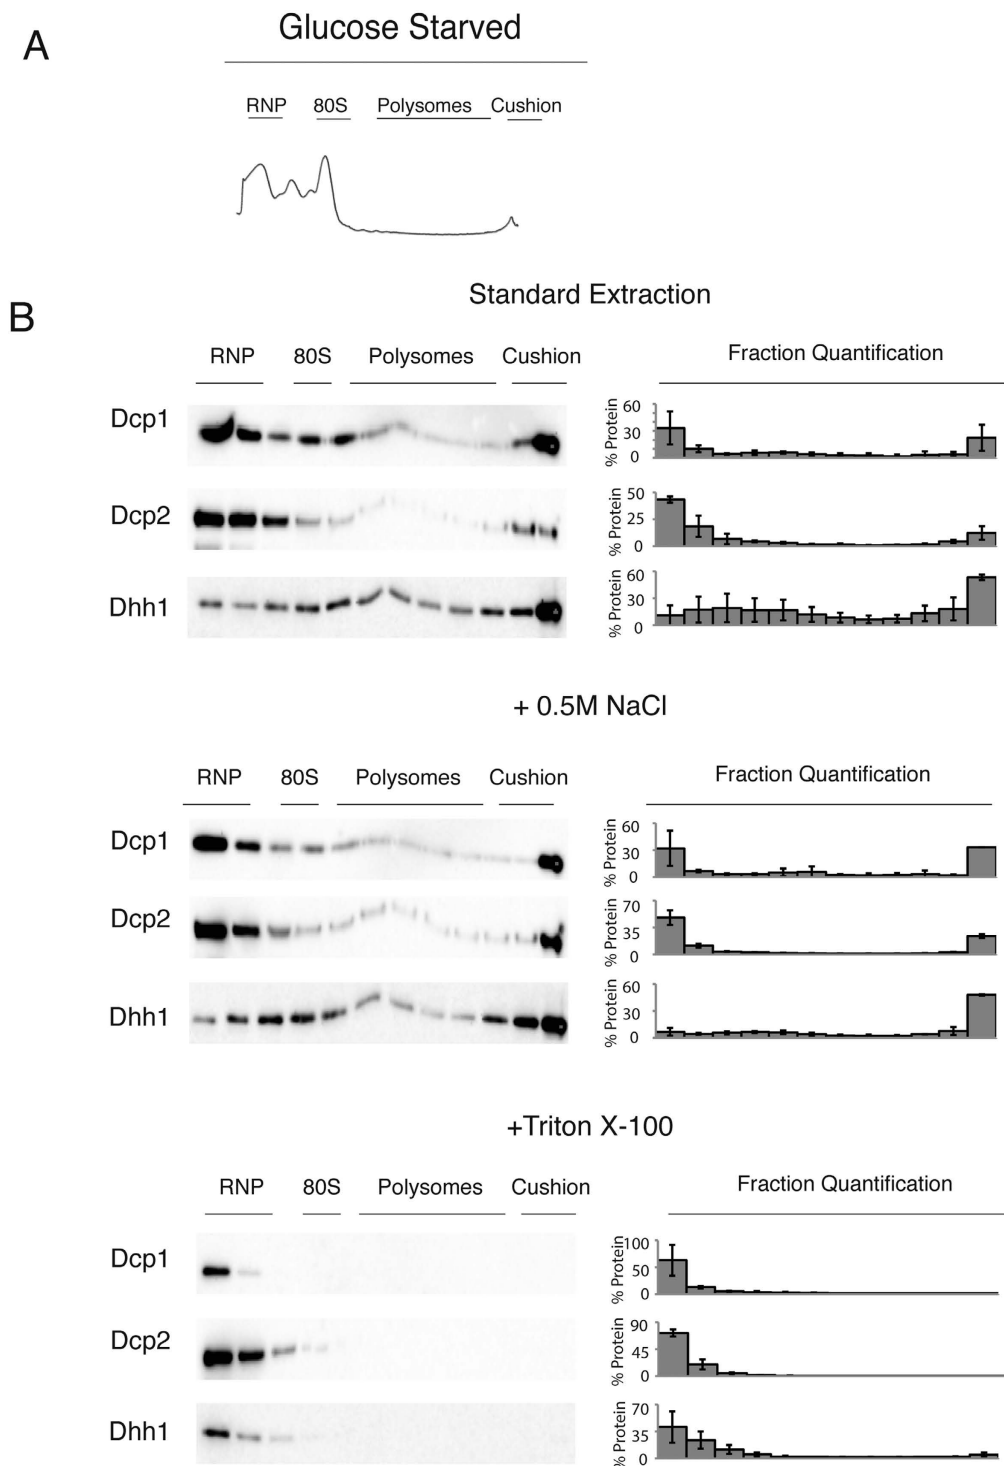 A
Glucose Starved
RNP 80S Polysomes Cushion
B
Standard Extraction
RNP 80S Polysomes Cushion Fraction Quantification
Dcp1
% Protein
60
30
0
Dcp2
% Protein
50
25
0
Dhh1
% Protein
60
30
0
+ 0.5M NaCl
RNP 80S Polysomes Cushion Fraction Quantification
Dcp1
% Protein
60
30
0
Dcp2
% Protein
70
35
0
Dhh1
% Protein
60
30
0
+Triton X-100
RNP 80S Polysomes Cushion Fraction Quantification
Dcp1
% Protein
100
50
0
Dcp2
% Protein
90
45
0
Dhh1
% Protein
70
35
0